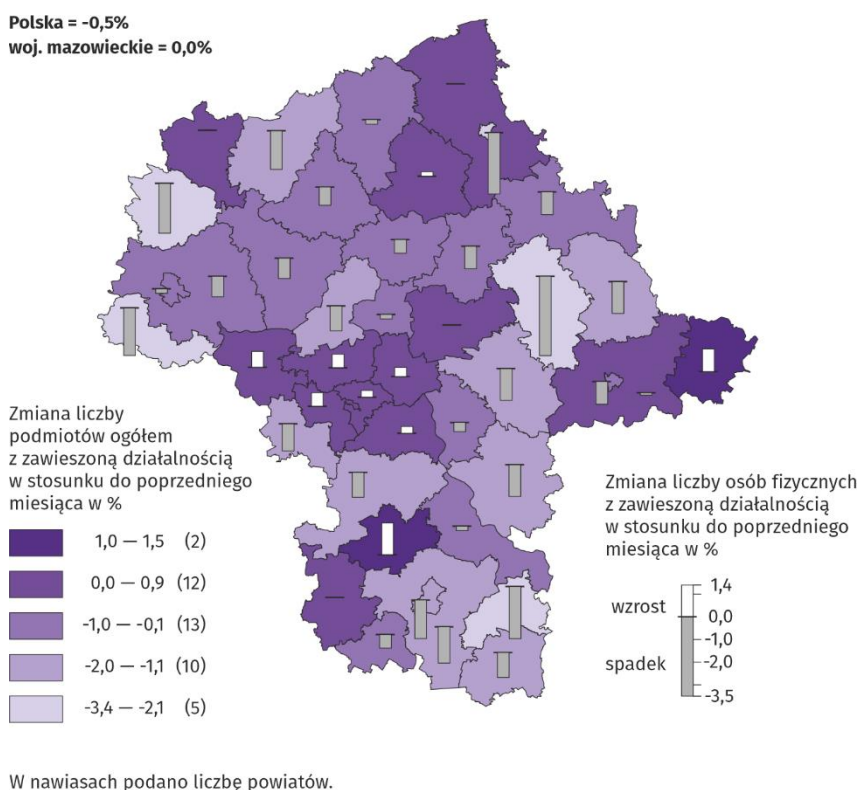 Polska = -0,5%
woj. mazowieckie = 0,0%
Zmiana liczby
podmiotów ogółem
z zawieszoną działalnością
w stosunku do poprzedniego
miesiąca w %
1,0 — 1,5 (2)
0,0 — 0,9 (12)
-1,0 — -0,1 (13)
-2,0 — -1,1 (10)
-3,4 — -2,1 (5)
Zmiana liczby osób fizycznych
z zawieszoną działalnością
w stosunku do poprzedniego
miesiąca w %
1,4
wzrost
0,0
-1,0
spadek
-2,0
-3,5
W nawiasach podano liczbę powiatów.